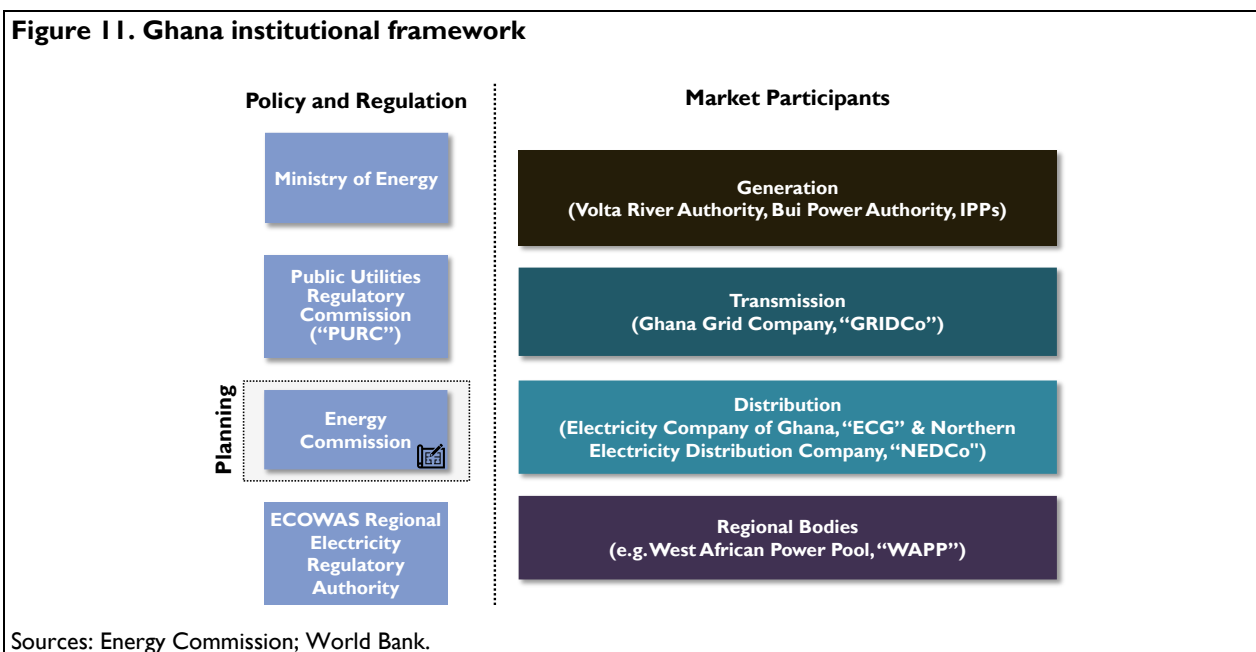 Figure 11. Ghana institutional framework
Policy and Regulation
Ministry of Energy
Public Utilities
Regulatory
Commission
(“PURC”)
Planning
Energy
Commission
ECOWAS Regional
Electricity
Regulatory
Authority
Market Participants
Generation
(Volta River Authority, Bui Power Authority, IPPs)
Transmission
(Ghana Grid Company, “GRIDCo”)
Distribution
(Electricity Company of Ghana, “ECG” & Northern
Electricity Distribution Company, “NEDCo")
Regional Bodies
(e.g. West African Power Pool, “WAPP”)
Sources: Energy Commission; World Bank.